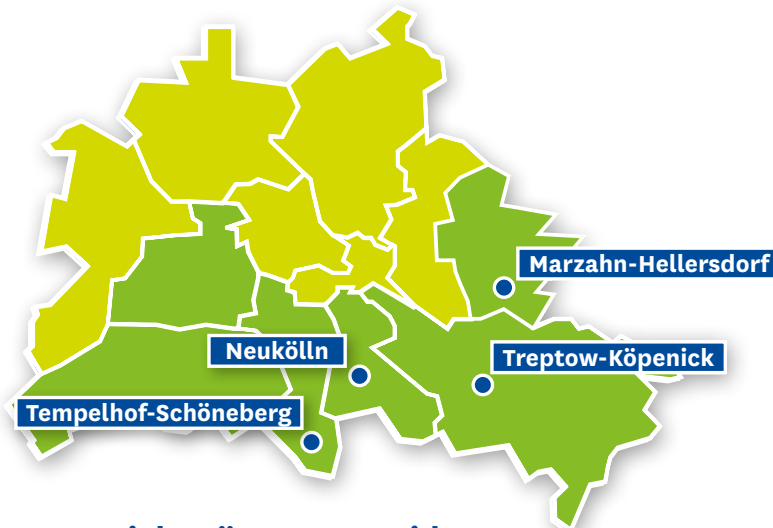 Marzahn-Hellersdorf
Neukölln
Treptow-Köpenick
Tempelhof-Schöneberg